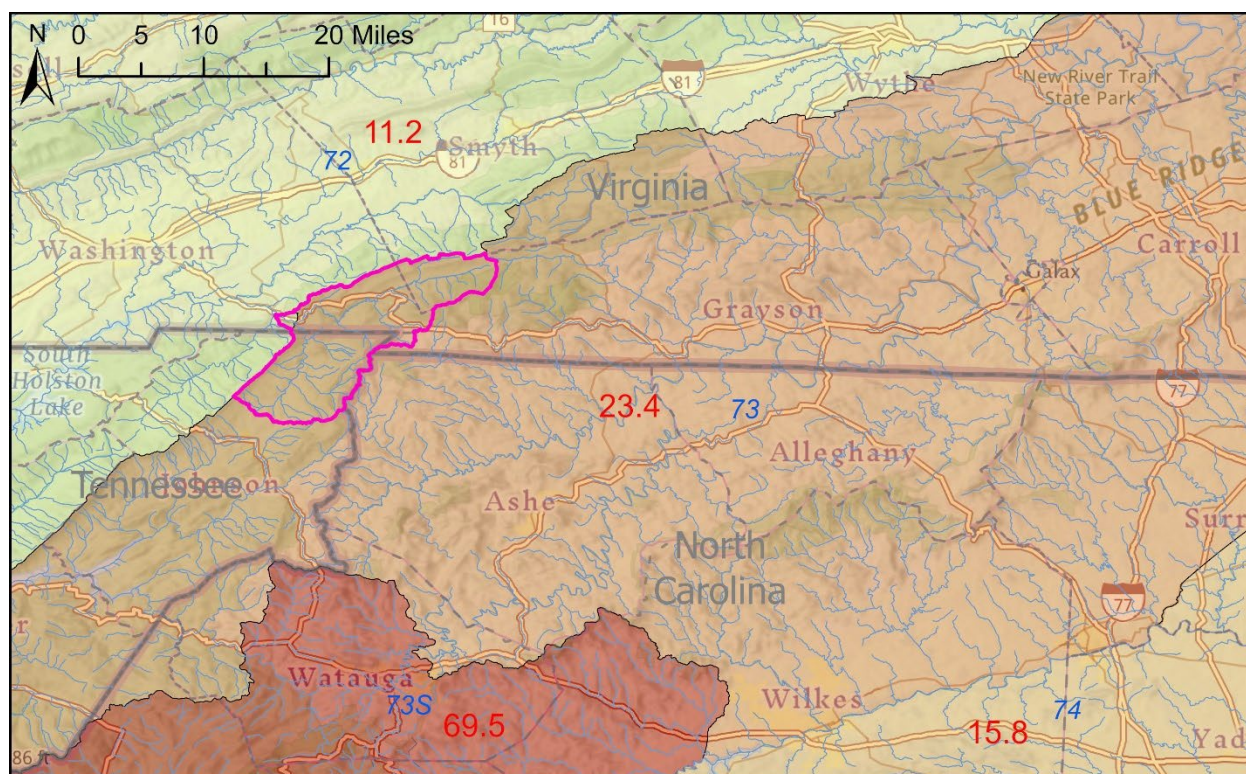 N 0 5 10 20 Miles
16
81
Wythe
New River Trail
State Park
11.2
72
Smyth
81
Virginia
BLUE RIDGE
Washington
Carroll
Galax
Grayson
South
Holston
Lake
77
23.4
73
Alleghany
Tennessee
Ashe
Surr
North
Carolina
77
Watauga
73S
69.5
Wilkes
74
15.8
Yad
86 ft